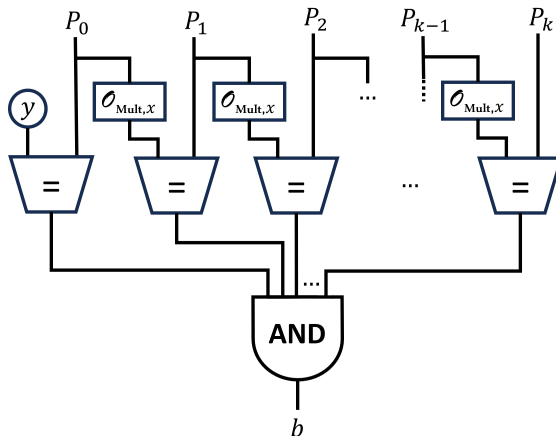 P₀ P₁ P₂ Pₖ₋₁ Pₖ
𝒪Mult,x 𝒪Mult,x ... 𝒪Mult,x
y
= = = ... =
...
AND
b